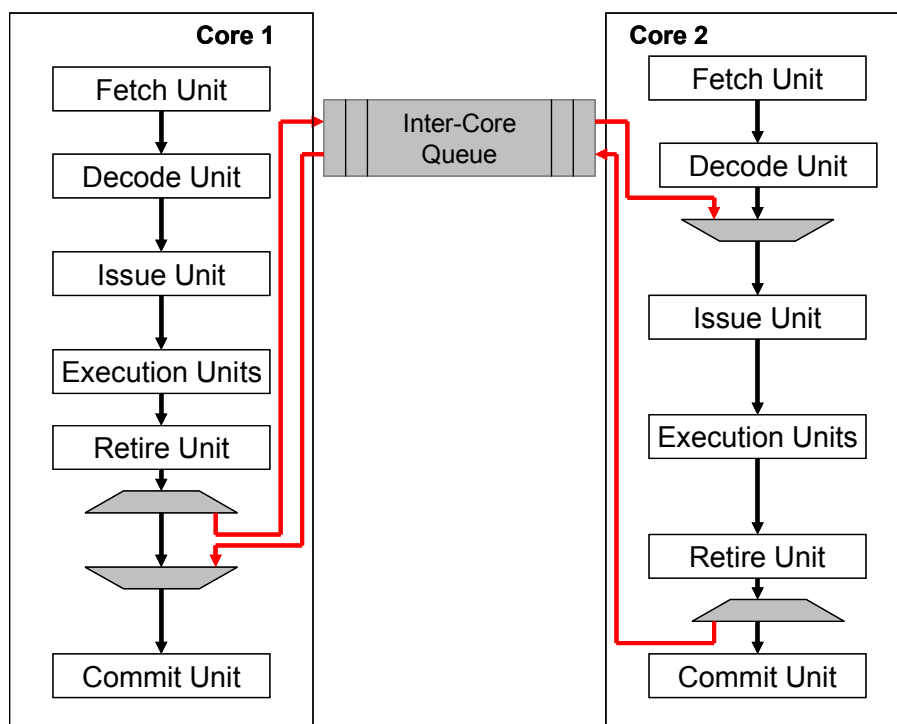 Core 1
Fetch Unit
Decode Unit
Issue Unit
Execution Units
Retire Unit
Commit Unit
Inter-Core
Queue
Core 2
Fetch Unit
Decode Unit
Issue Unit
Execution Units
Retire Unit
Commit Unit